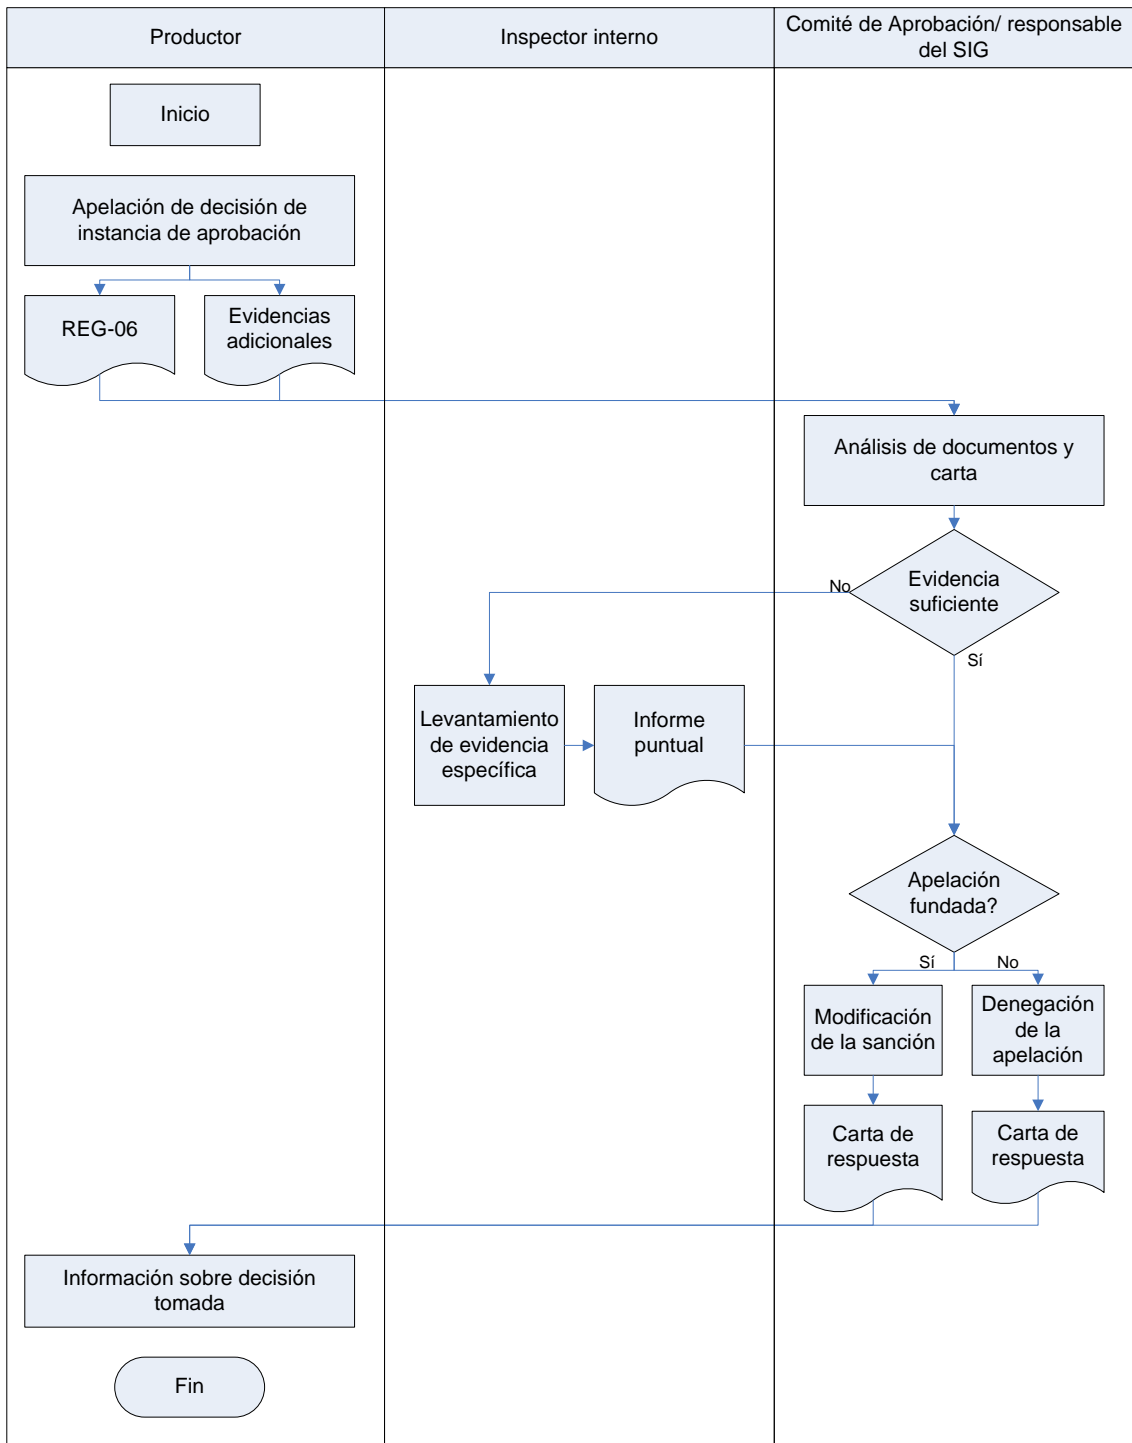 Productor
Inspector interno
Comité de Aprobación/ responsable
del SIG
Inicio
Apelación de decisión de
instancia de aprobación
REG-06
Evidencias
adicionales
Análisis de documentos y
carta
Evidencia
suficiente
No
Sí
Levantamiento
de evidencia
específica
Informe
puntual
Apelación
fundada?
Sí
No
Modificación
de la sanción
Denegación
de la
apelación
Carta de
respuesta
Carta de
respuesta
Información sobre decisión
tomada
Fin